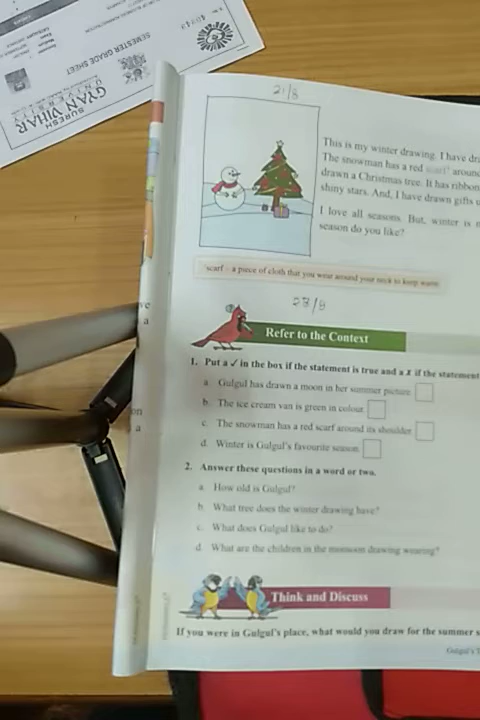 SEMESTER GRADE SHEET
SURESH
GYAN VIHAR
UNIVERSITY
21/8
This is my winter drawing. I have
The snowman has a red scarf
drawn a Christmas tree. It has
shiny stars. And, I have drawn gifts
I love all seasons. But, winter is
season do you like?
scarf - a piece of cloth that you wear around your neck to keep warm
ve
a
28/8
Refer to the Context
1. Put a ✓ in the box if the statement is true and a ✗ if the statement
a. Gulgul has drawn a moon in her summer picture.
b. The ice cream van is green in colour.
c. The snowman has a red scarf around its shoulder.
d. Winter is Gulgul's favourite season.
on
a
2. Answer these questions in a word or two.
a. How old is Gulgul?
b. What tree does the winter drawing have?
c. What does Gulgul like to do?
d. What are the children in the monsoon drawing wearing?
Think and Discuss
If you were in Gulgul's place, what would you draw for the summer
Gulgul's